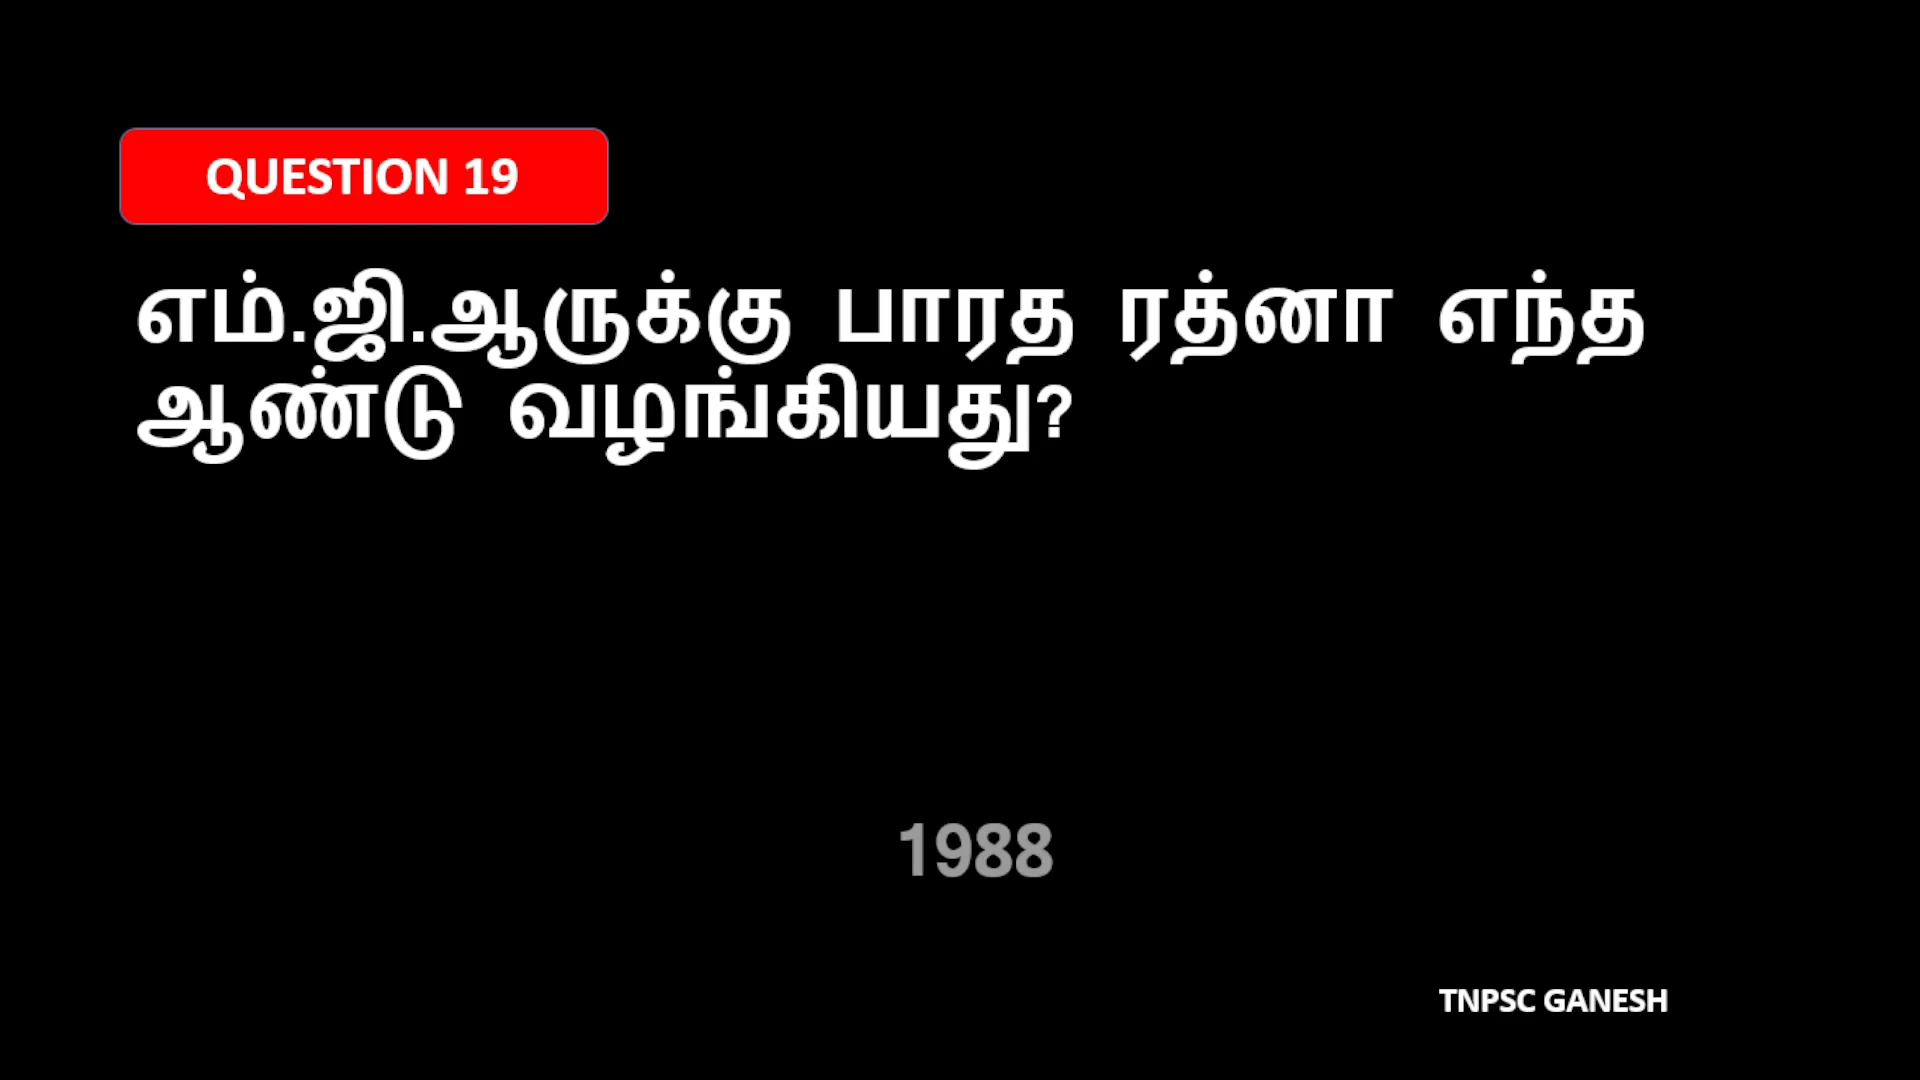 QUESTION 19
எம்.ஜி.ஆருக்கு பாரத ரத்னா எந்த
ஆண்டு வழங்கியது?
1988
TNPSC GANESH